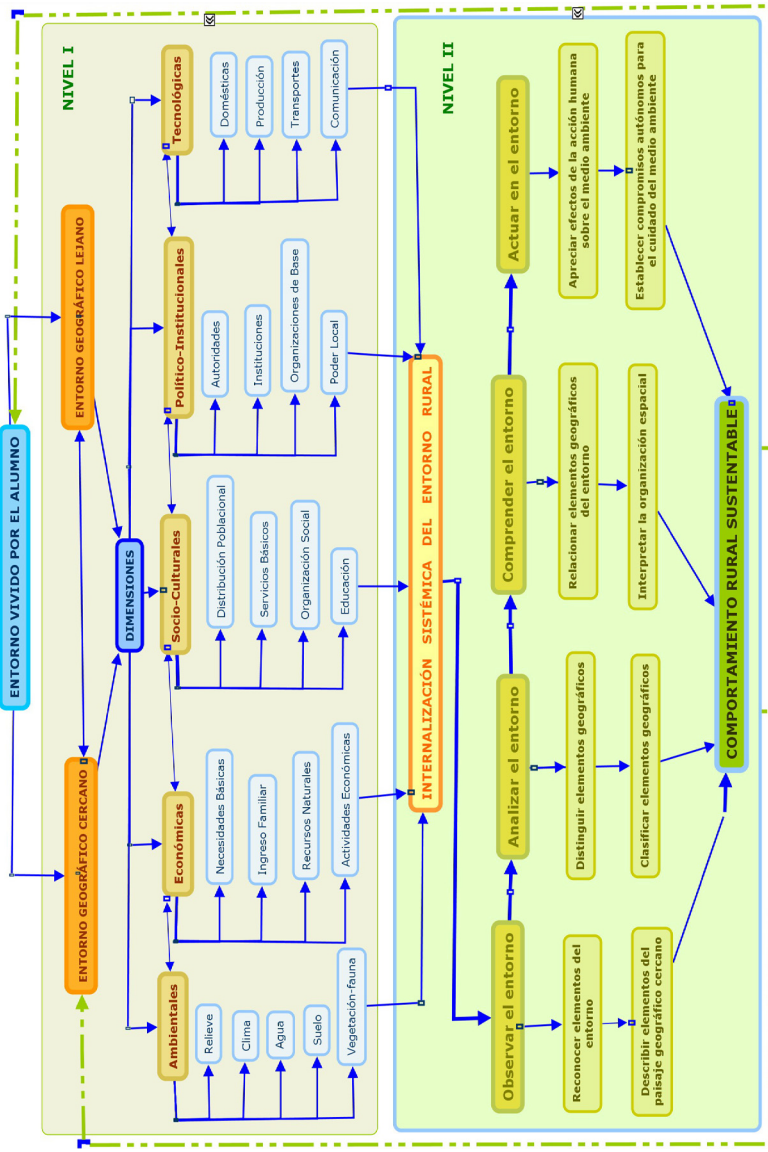 ENTORNO VIVIDO POR EL ALUMNO
NIVEL I
ENTORNO GEOGRÁFICO CERCANO
ENTORNO GEOGRÁFICO LEJANO
DIMENSIONES
Ambientales
Económicas
Socio-Culturales
Político-Institucionales
Tecnológicas
Relieve
Clima
Agua
Suelo
Vegetación-fauna
Necesidades Básicas
Ingreso Familiar
Recursos Naturales
Actividades Económicas
Distribución Poblacional
Servicios Básicos
Organización Social
Educación
Autoridades
Instituciones
Organizaciones de Base
Poder Local
Domésticas
Producción
Transportes
Comunicación
INTERNALIZACIÓN SISTÉMICA DEL ENTORNO RURAL
NIVEL II
Observar el entorno
Analizar el entorno
Comprender el entorno
Actuar en el entorno
Reconocer elementos del
entorno
Describir elementos del
paisaje geográfico cercano
Distinguir elementos geográficos
Clasificar elementos geográficos
Relacionar elementos geográficos
del entorno
Interpretar la organización espacial
Apreciar efectos de la acción humana
sobre el medio ambiente
Establecer compromisos autónomos para
el cuidado del medio ambiente
COMPORTAMIENTO RURAL SUSTENTABLE